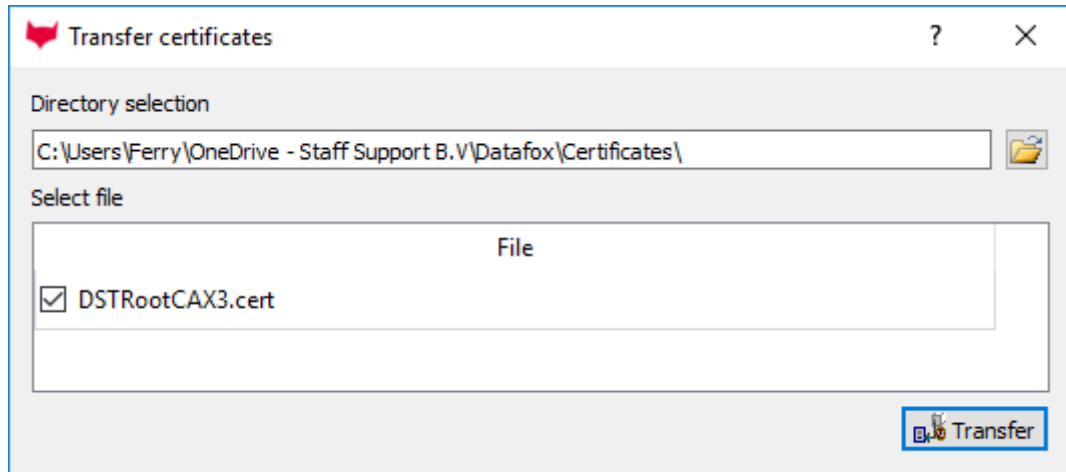 Transfer certificates
?
Directory selection
C:\Users\Ferry\OneDrive - Staff Support B.V\Datafox\Certificates\
Select file
File
DSTRootCAX3.cert
Transfer